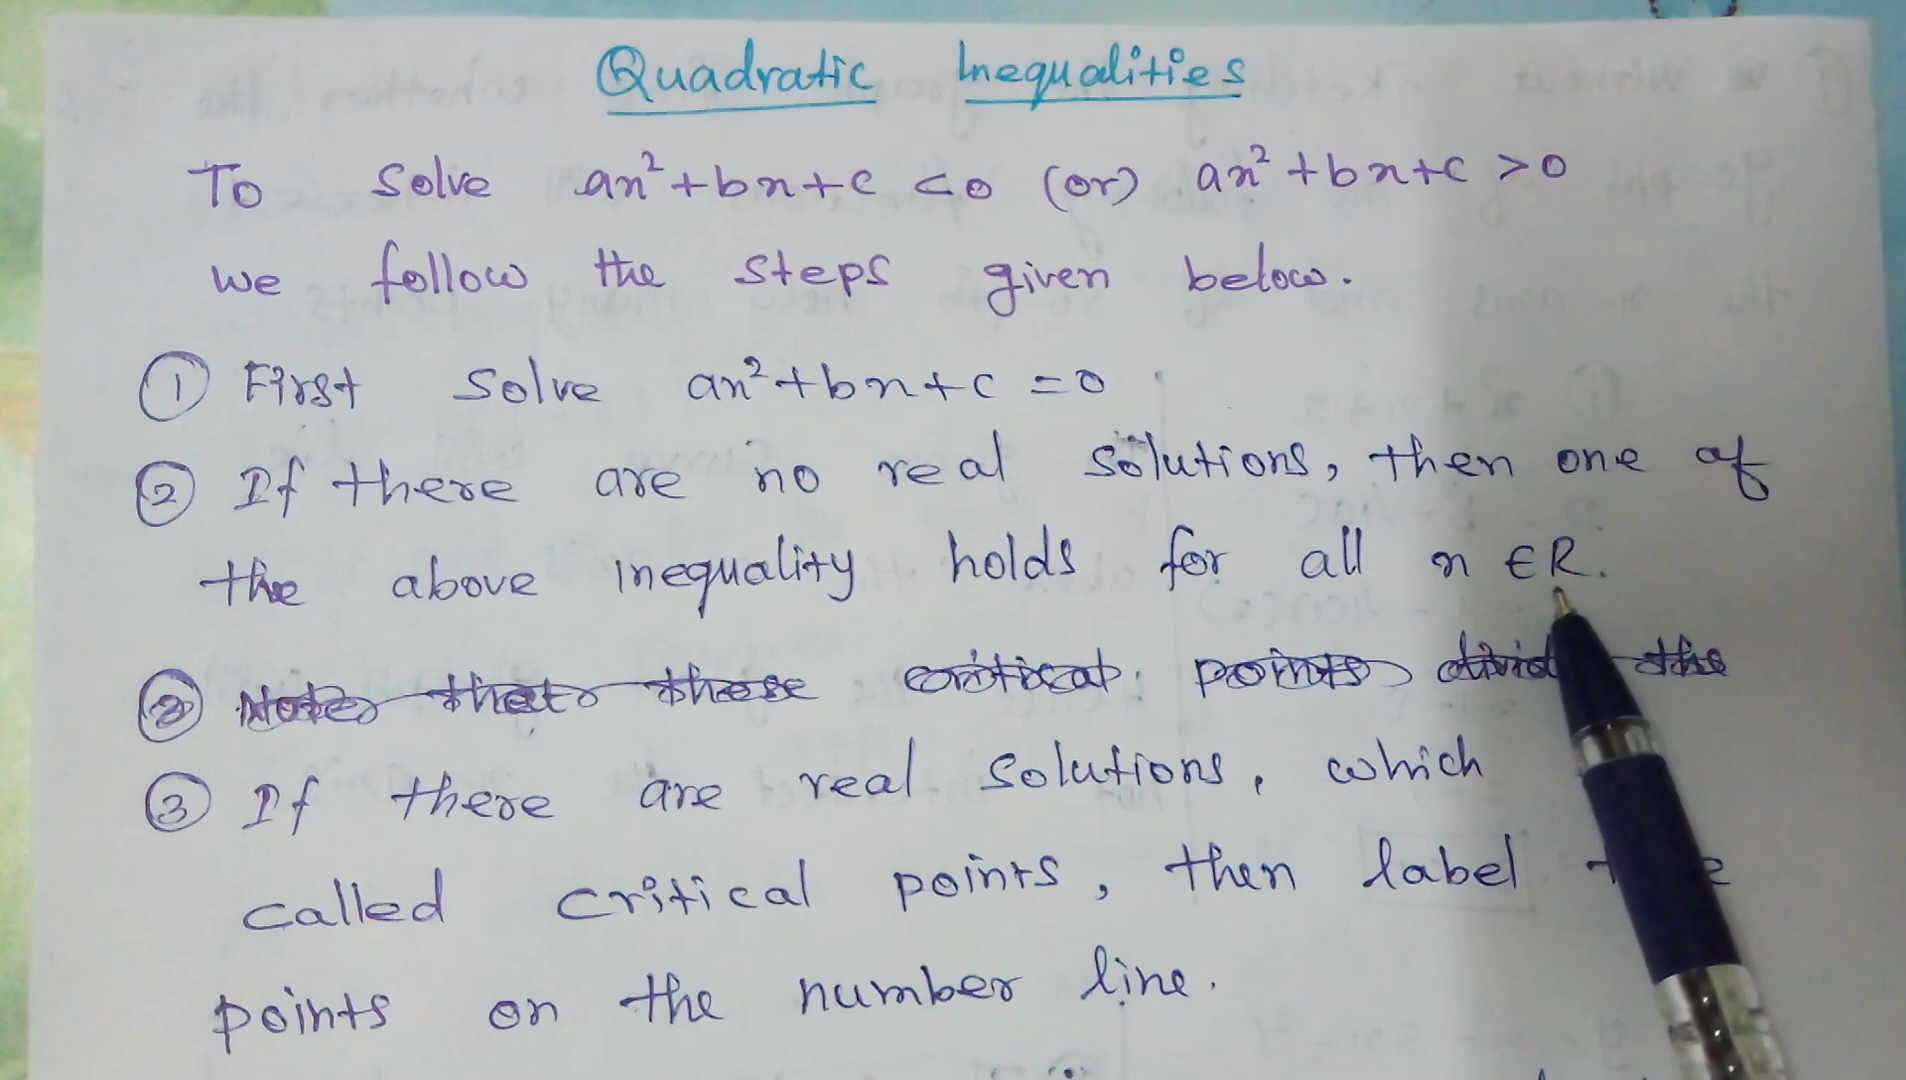 Quadratic Inequalities
To solve ax²+bx+c <0 (or) ax²+bx+c >0
we follow the steps given below.
① First solve ax²+bx+c =0
② If there are no real solutions, then one of
the above inequality holds for all x ∈R.
③ If there are real solutions, which
called critical points, then label
points on the number line.